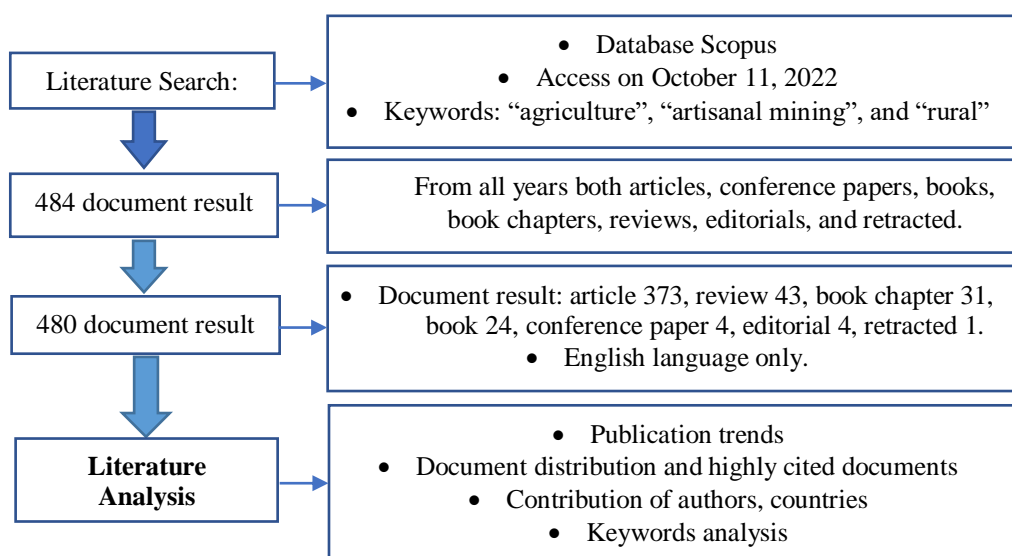 Literature Search:
• Database Scopus
• Access on October 11, 2022
• Keywords: “agriculture”, “artisanal mining”, and “rural”
484 document result
From all years both articles, conference papers, books,
book chapters, reviews, editorials, and retracted.
480 document result
• Document result: article 373, review 43, book chapter 31,
book 24, conference paper 4, editorial 4, retracted 1.
• English language only.
Literature
Analysis
• Publication trends
• Document distribution and highly cited documents
• Contribution of authors, countries
• Keywords analysis